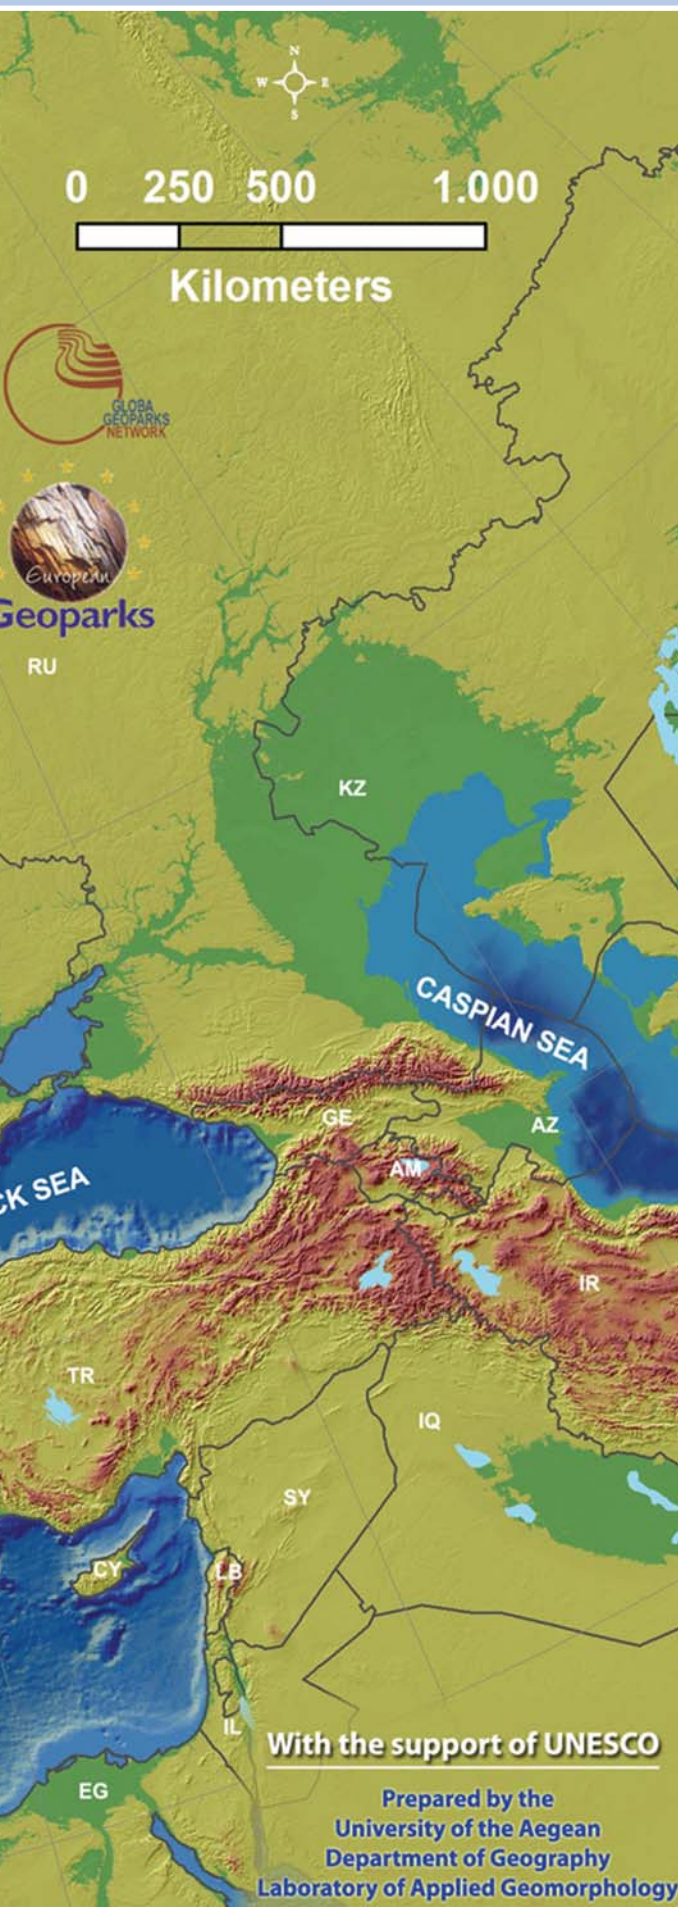 N
W E
S
0 250 500 1.000
Kilometers
GLOBA
GEOPARKS
NETWORK
European
Geoparks
RU
KZ
CASPIAN SEA
GE
AZ
AM
CK SEA
IR
TR
IQ
SY
CY
LB
IL
With the support of UNESCO
EG
Prepared by the
University of the Aegean
Department of Geography
Laboratory of Applied Geomorphology